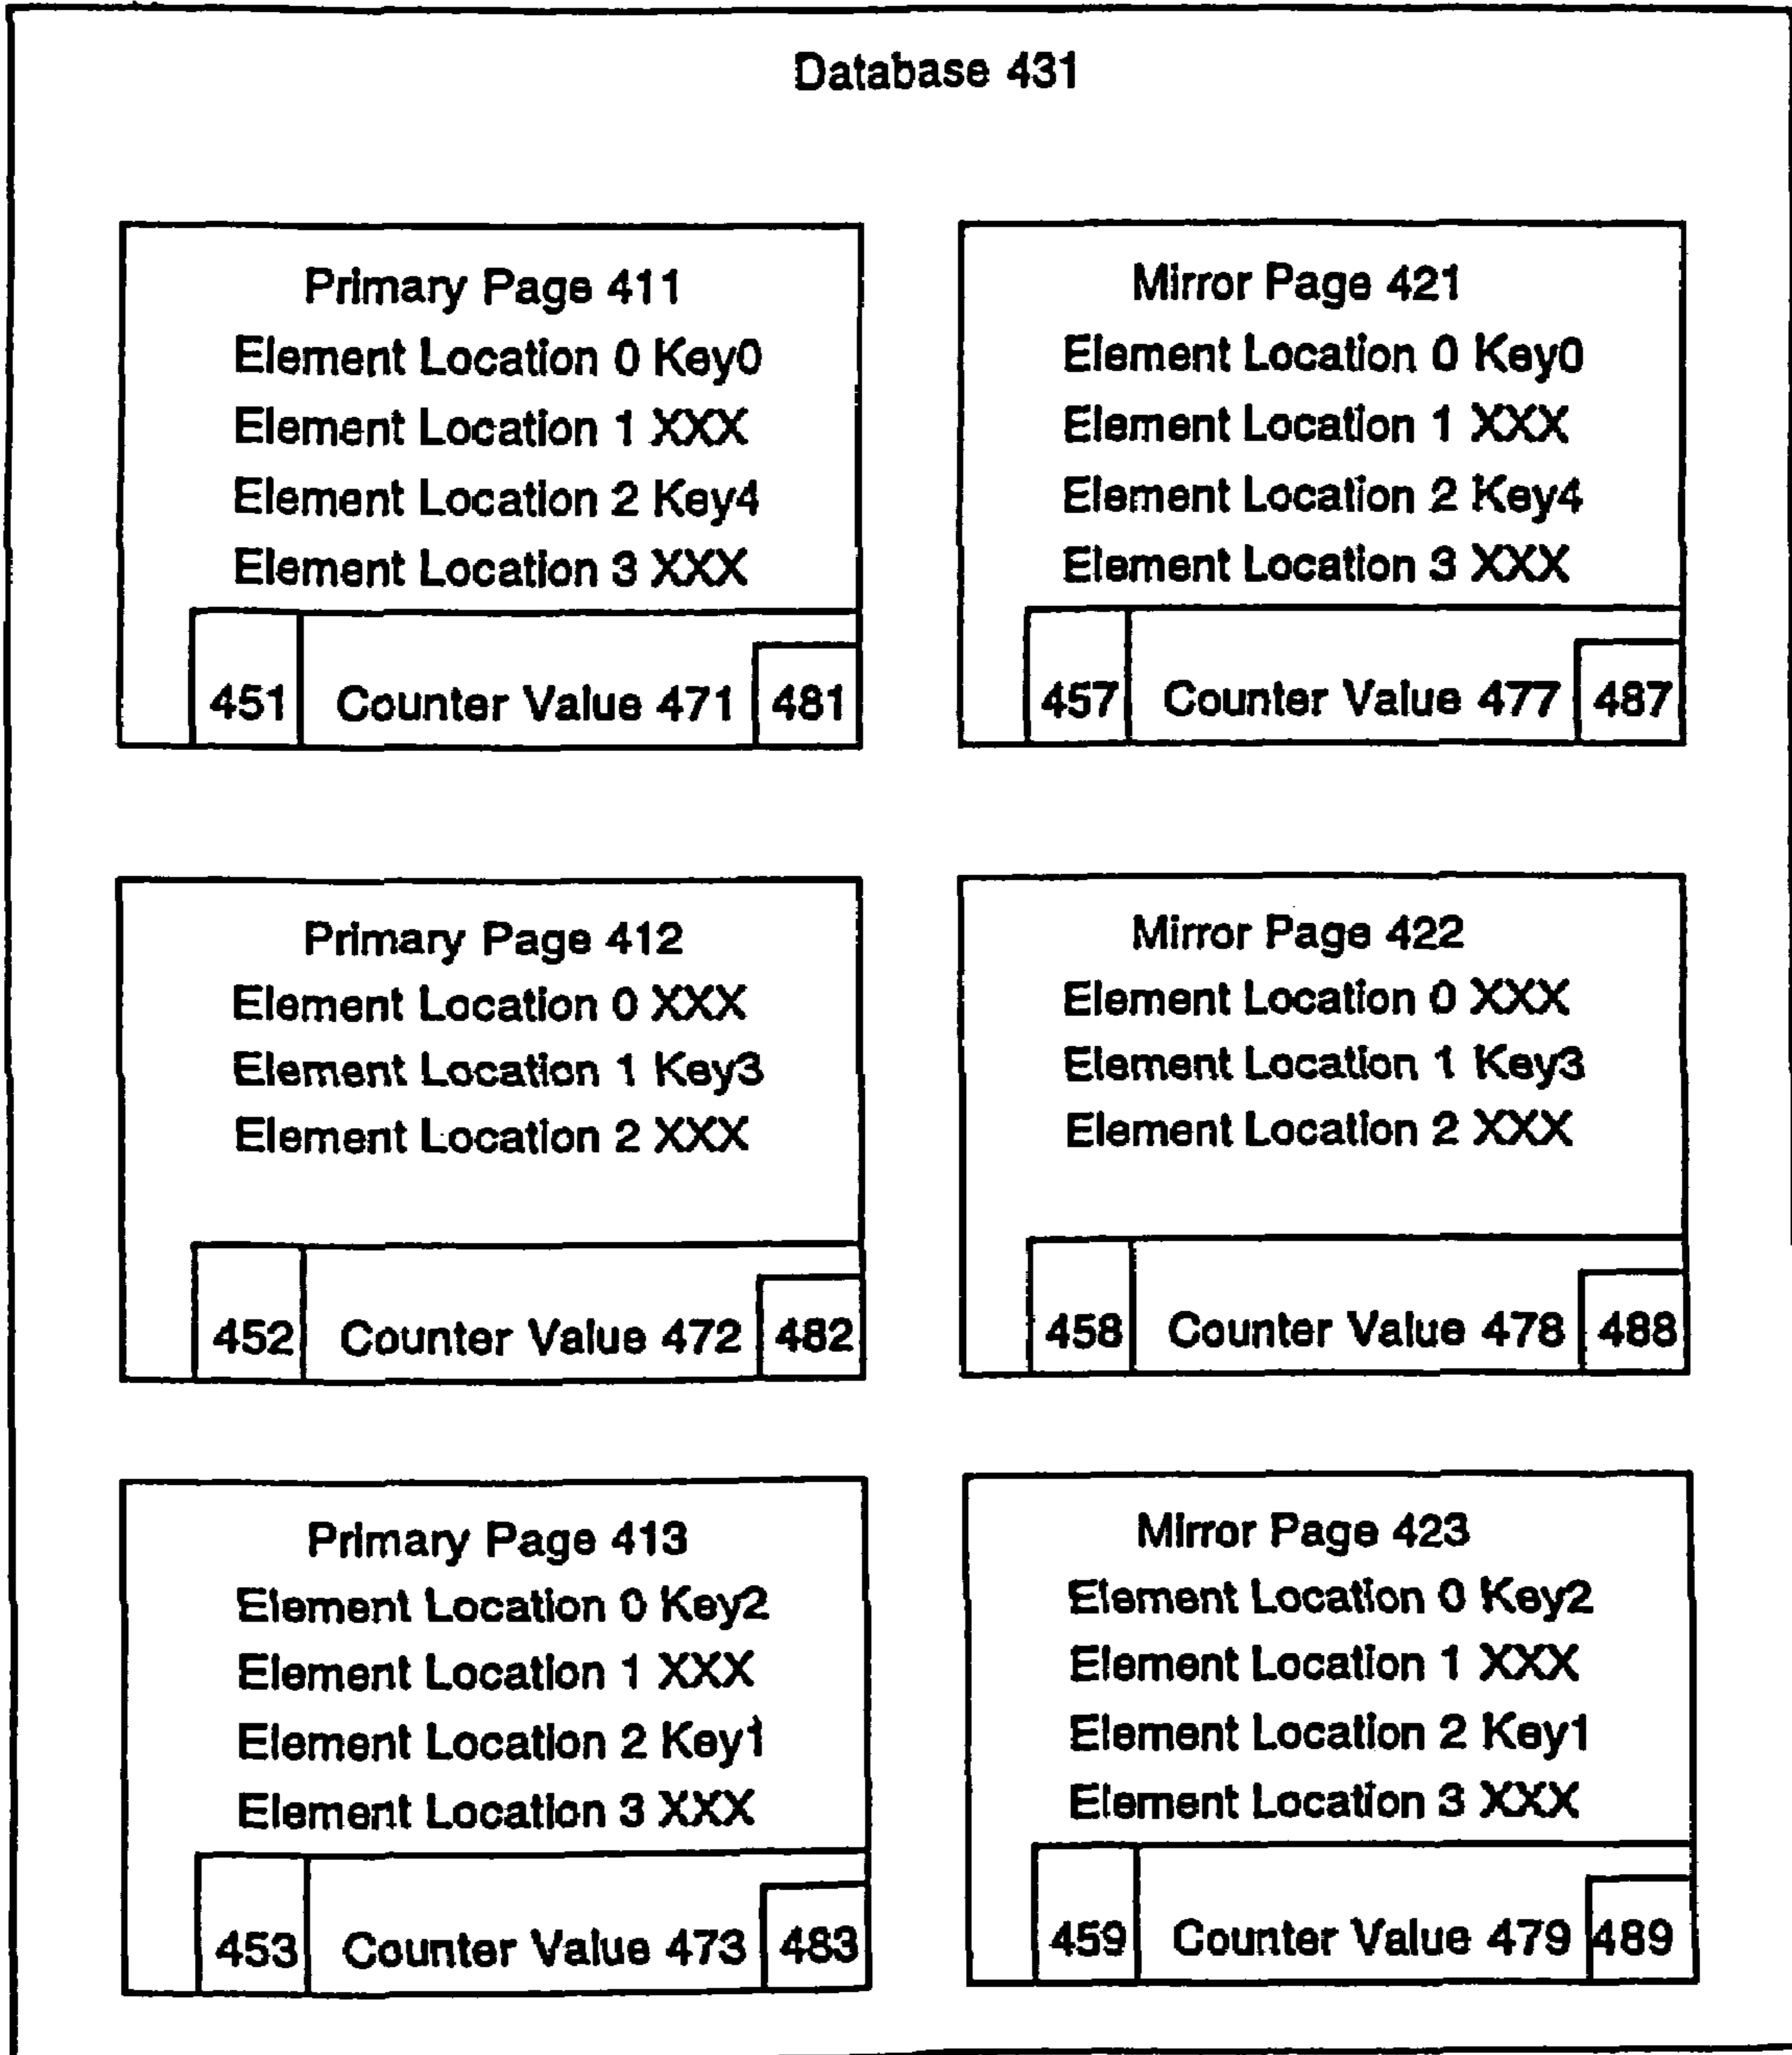 Database 431
Primary Page 411
Element Location 0 Key0
Element Location 1 XXX
Element Location 2 Key4
Element Location 3 XXX
451 Counter Value 471 481
Mirror Page 421
Element Location 0 Key0
Element Location 1 XXX
Element Location 2 Key4
Element Location 3 XXX
457 Counter Value 477 487
Primary Page 412
Element Location 0 XXX
Element Location 1 Key3
Element Location 2 XXX
452 Counter Value 472 482
Mirror Page 422
Element Location 0 XXX
Element Location 1 Key3
Element Location 2 XXX
458 Counter Value 478 488
Primary Page 413
Element Location 0 Key2
Element Location 1 XXX
Element Location 2 Key1
Element Location 3 XXX
453 Counter Value 473 483
Mirror Page 423
Element Location 0 Key2
Element Location 1 XXX
Element Location 2 Key1
Element Location 3 XXX
459 Counter Value 479 489